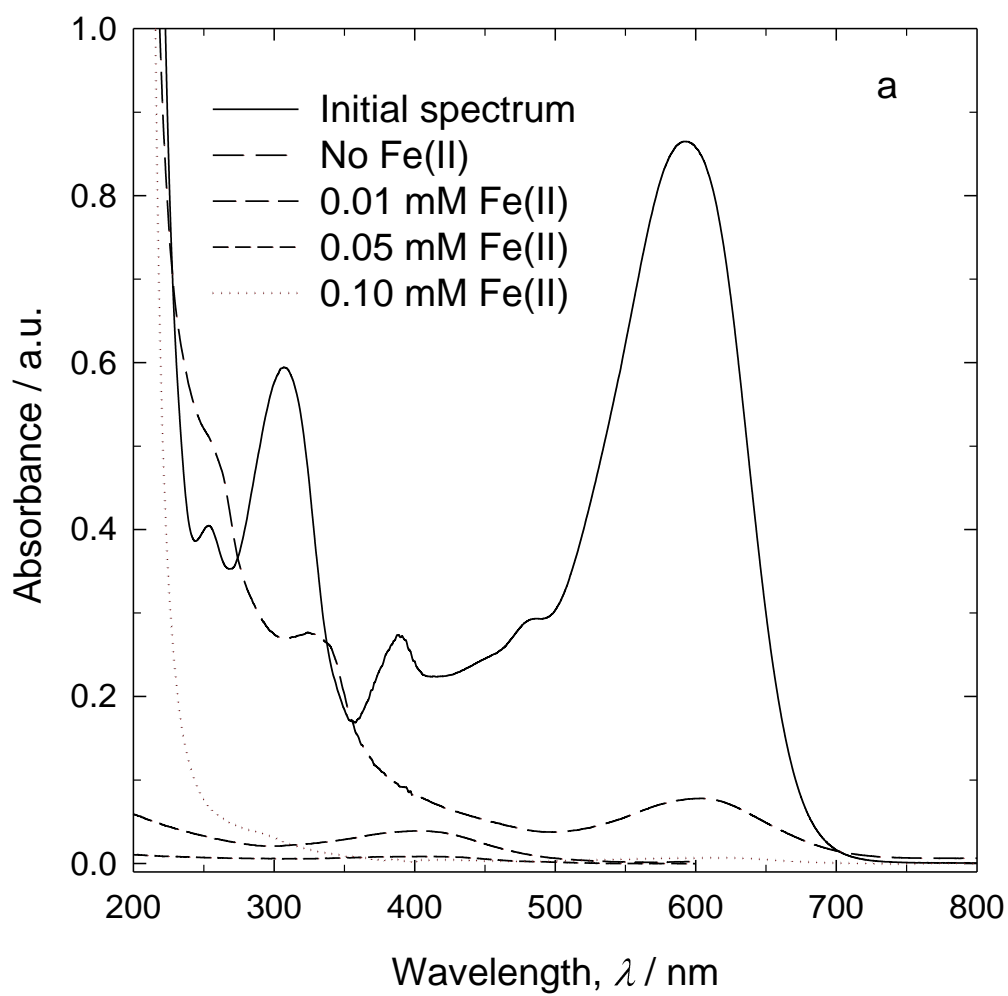 1.0
0.8
0.6
0.4
0.2
0.0
Absorbance / a.u.
a
Initial spectrum
No Fe(II)
0.01 mM Fe(II)
0.05 mM Fe(II)
0.10 mM Fe(II)
200 300 400 500 600 700 800
Wavelength, λ / nm